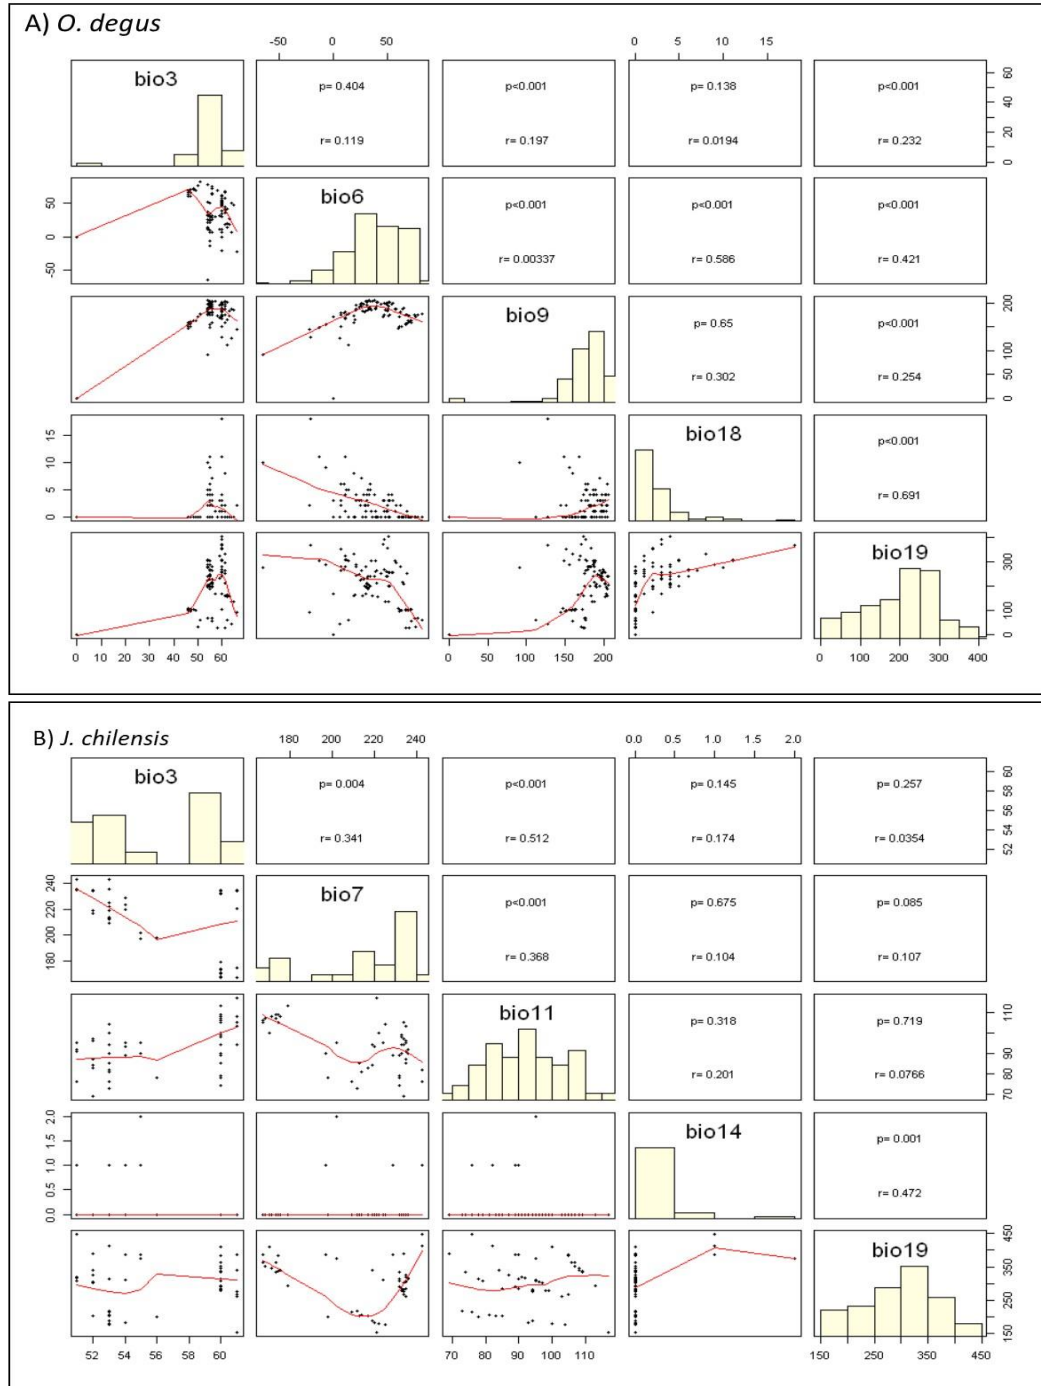 A) O. degus
-50 0 50
0 5 10 15
bio3
p= 0.404
r= 0.119
p<0.001
r= 0.197
p= 0.138
r= 0.0194
p<0.001
r= 0.232
0 20 40 60
-50 0 50
bio6
p<0.001
r= 0.00337
p<0.001
r= 0.586
p<0.001
r= 0.421
bio9
p= 0.65
r= 0.302
p<0.001
r= 0.254
0 50 100 200
0 5 10 15
bio18
p<0.001
r= 0.691
bio19
0 100 300
0 10 20 30 40 50 60
0 50 100 150 200
0 100 200 300 400
B) J. chilensis
180 200 220 240
0.0 0.5 1.0 1.5 2.0
bio3
p= 0.004
r= 0.341
p<0.001
r= 0.512
p= 0.145
r= 0.174
p= 0.257
r= 0.0354
52 54 56 58 60
180 200 220 240
bio7
p<0.001
r= 0.368
p= 0.675
r= 0.104
p= 0.085
r= 0.107
bio11
p= 0.318
r= 0.201
p= 0.719
r= 0.0766
70 80 90 110
0.0 0.5 1.0 1.5 2.0
bio14
p= 0.001
r= 0.472
bio19
150 250 350 450
52 54 56 58 60
70 80 90 100 110
150 250 350 450